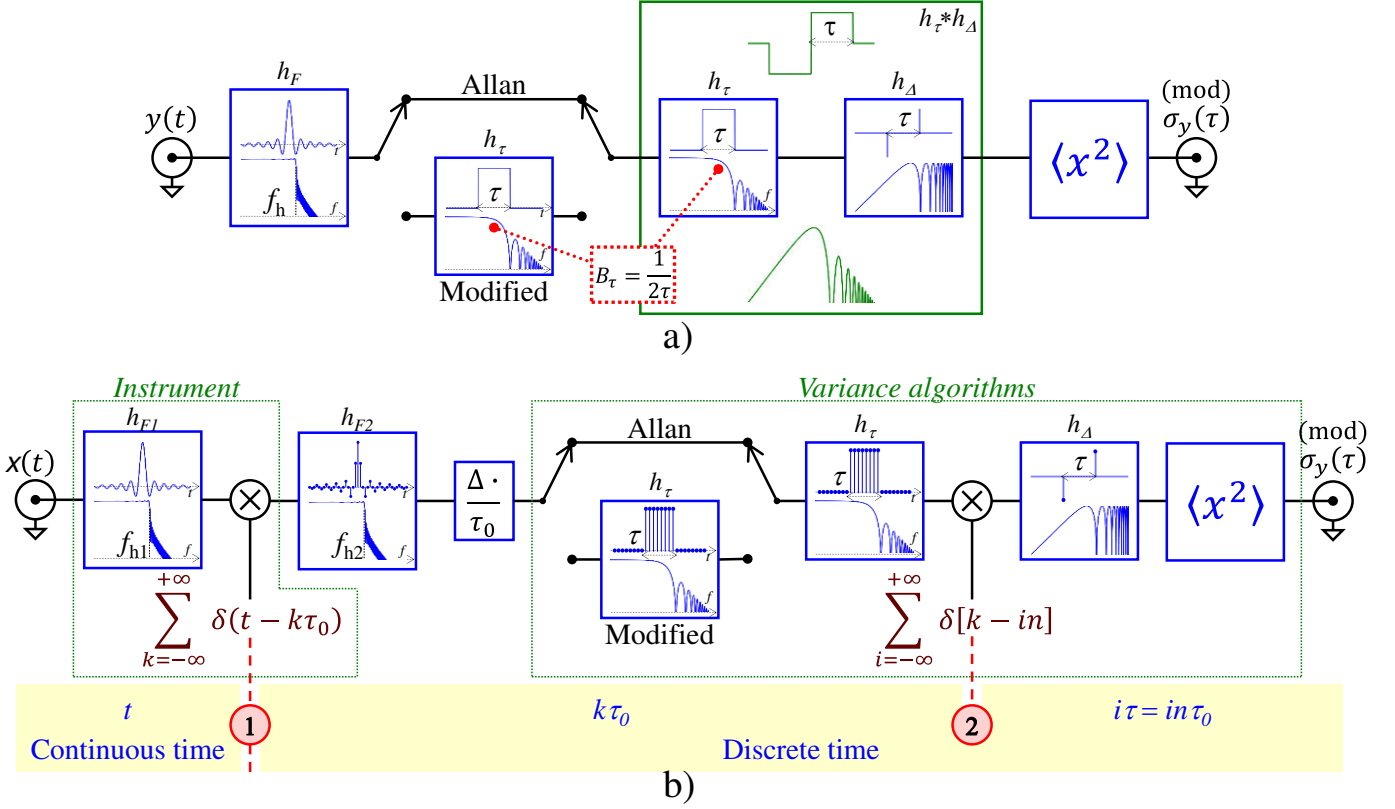 h_τ*h_Δ
τ
h_F
Allan
h_τ
h_Δ
(mod)
σ_y(τ)
y(t)
t
f_h
f
h_τ
τ
t
f
τ
f
τ
⟨x²⟩
B_τ = 1/2τ
Modified
a)
Instrument
Variance algorithms
h_F1
h_F2
Allan
h_τ
h_Δ
(mod)
σ_y(τ)
x(t)
t
f_h1
f
t
f_h2
f
Δ ·/τ_0
h_τ
τ
t
f
τ
t
f
τ
⟨x²⟩
Modified
+∞
∑ δ(t − kτ_0)
k=−∞
+∞
∑ δ[k − in]
i=−∞
t
1
kτ_0
2
iτ = inτ_0
Continuous time
Discrete time
b)